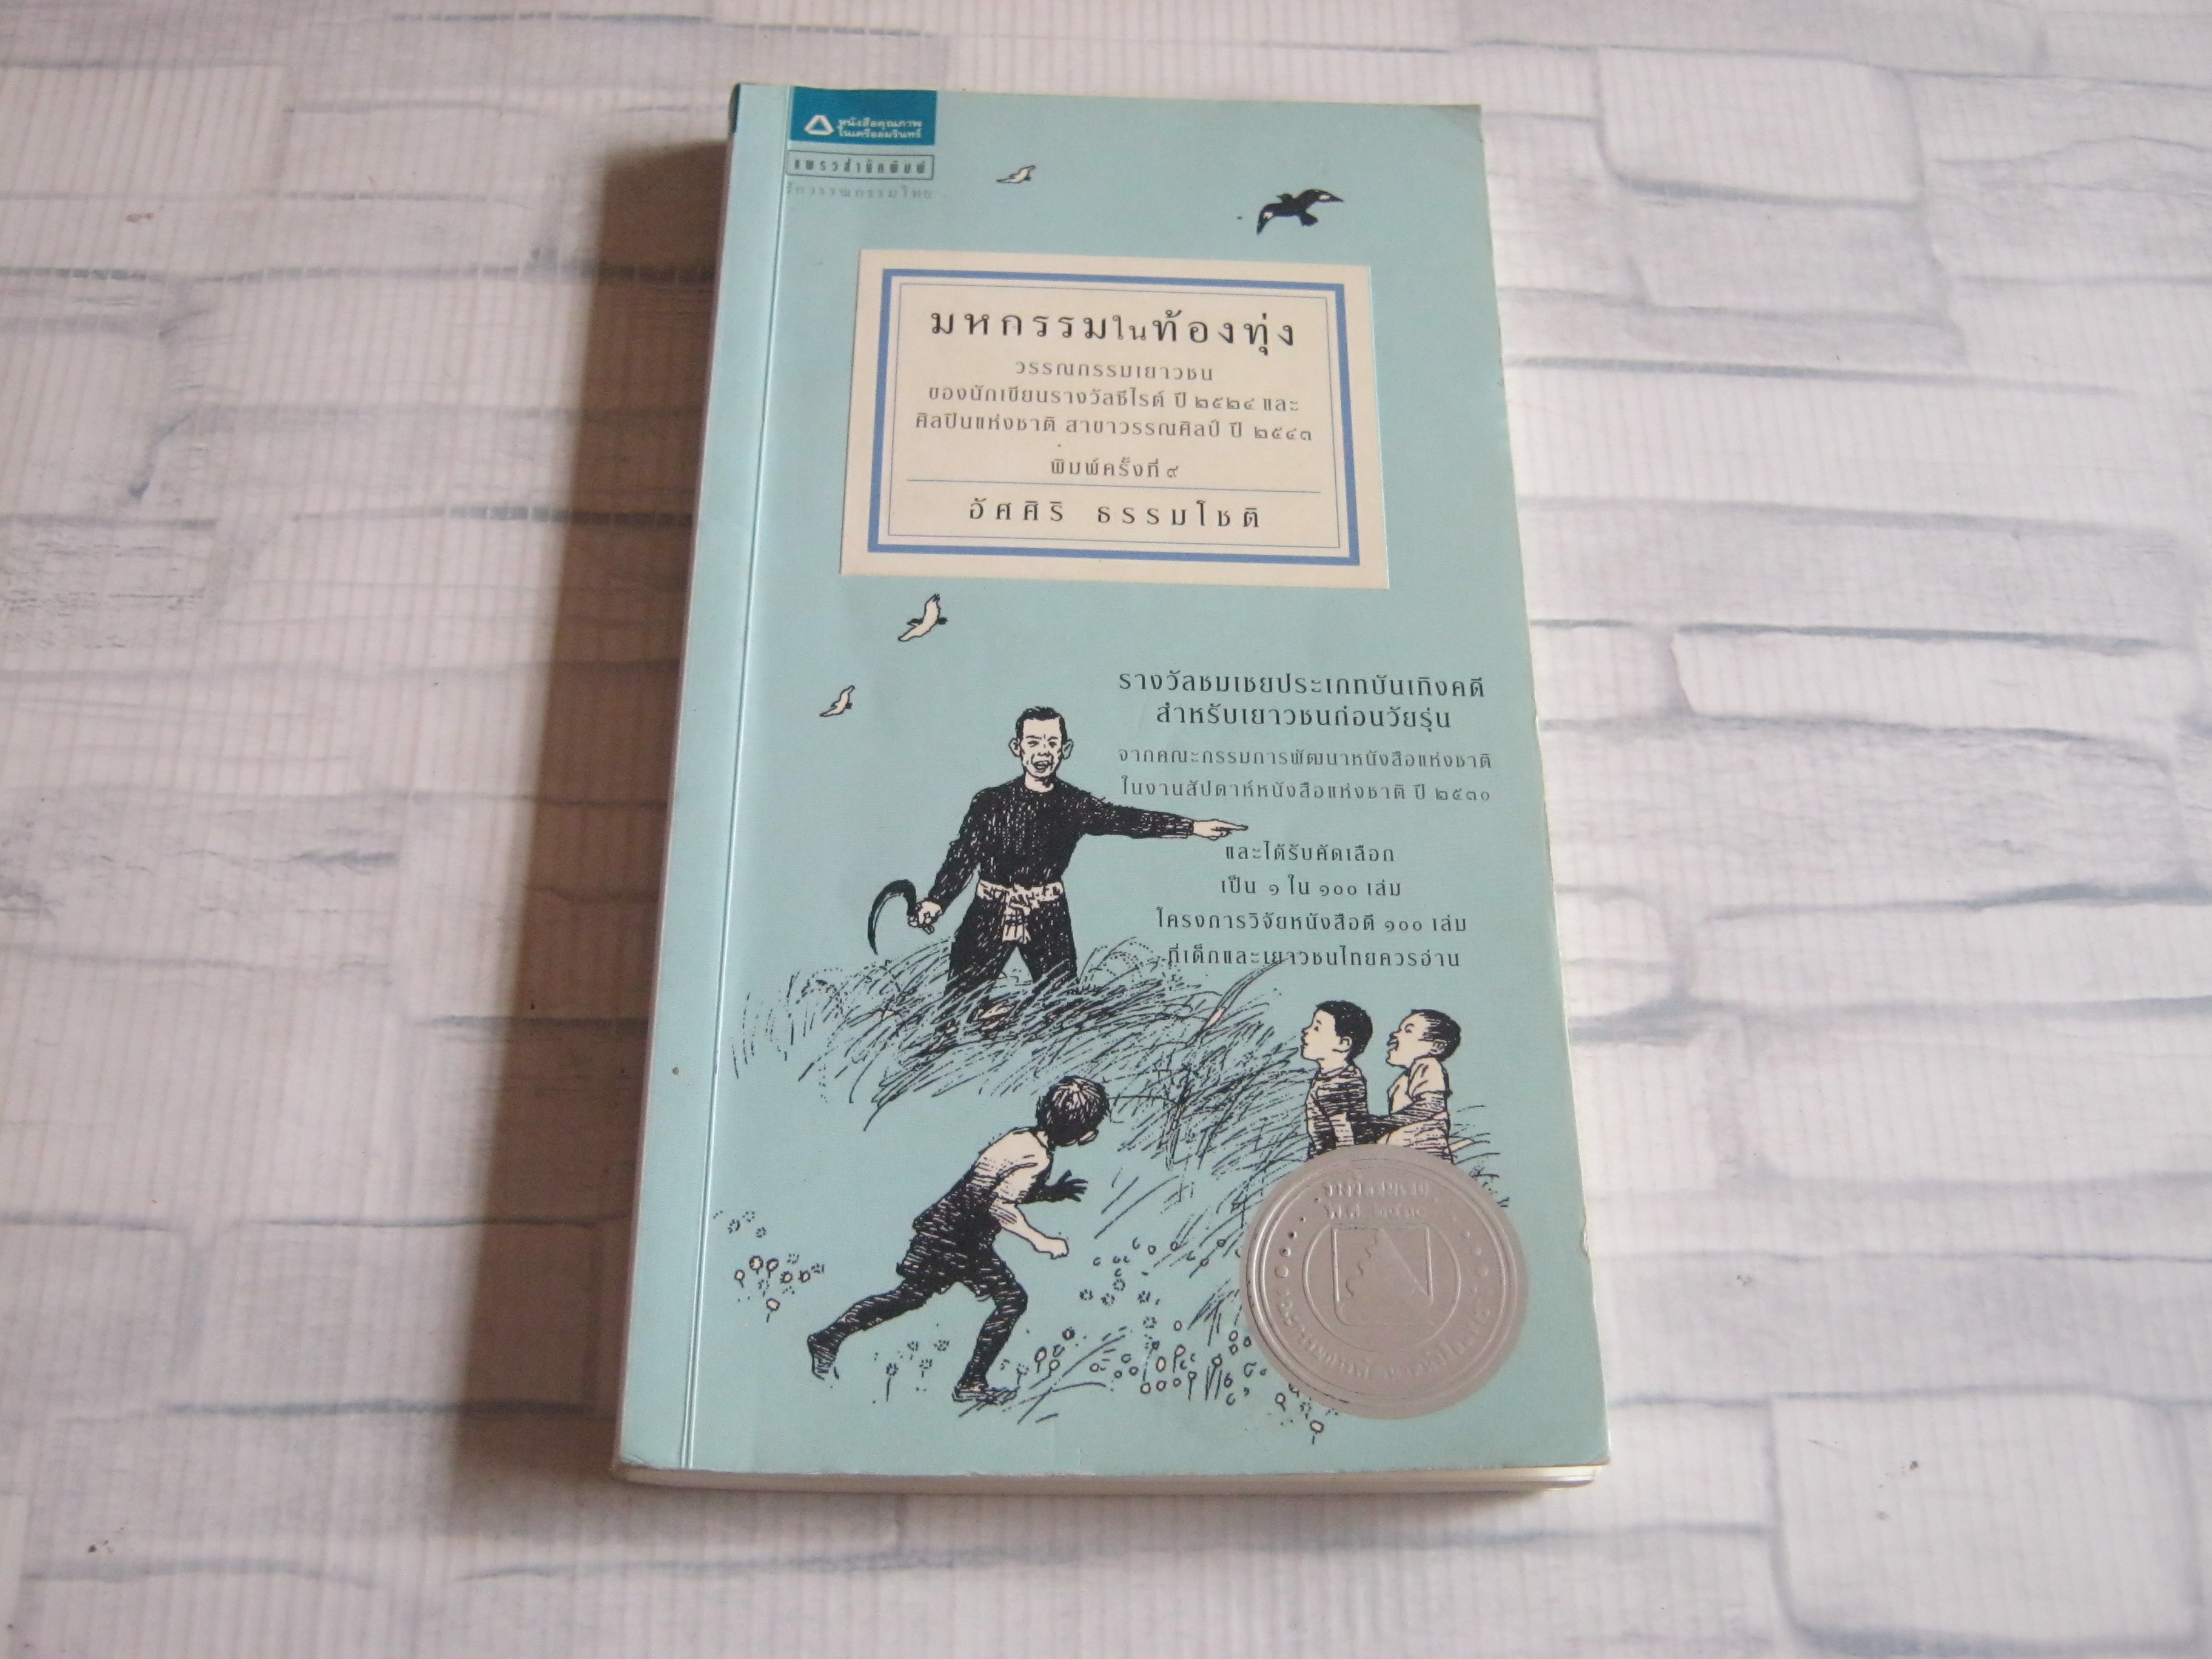 หนังสือคุณภาพ
ในเครืออมรินทร์
แพรวสำนักพิมพ์
รักวรรณกรรมไทย
มหกรรมในท้องทุ่ง
วรรณกรรมเยาวชน
ของนักเขียนรางวัลซีไรต์ ปี ๒๕๒๔ และ
ศิลปินแห่งชาติ สาขาวรรณศิลป์ ปี ๒๕๔๓
พิมพ์ครั้งที่ ๙
อัศศิริ ธรรมโชติ
รางวัลชมเชยประเภทบันเทิงคดี
สำหรับเยาวชนก่อนวัยรุ่น
จากคณะกรรมการพัฒนาหนังสือแห่งชาติ
ในงานสัปดาห์หนังสือแห่งชาติ ปี ๒๕๓๐
และได้รับคัดเลือก
เป็น ๑ ใน ๑๐๐ เล่ม
โครงการวิจัยหนังสือดี ๑๐๐ เล่ม
ที่เด็กและเยาวชนไทยควรอ่าน
รางวัลชมเชย
พ.ศ. ๒๕๓๐